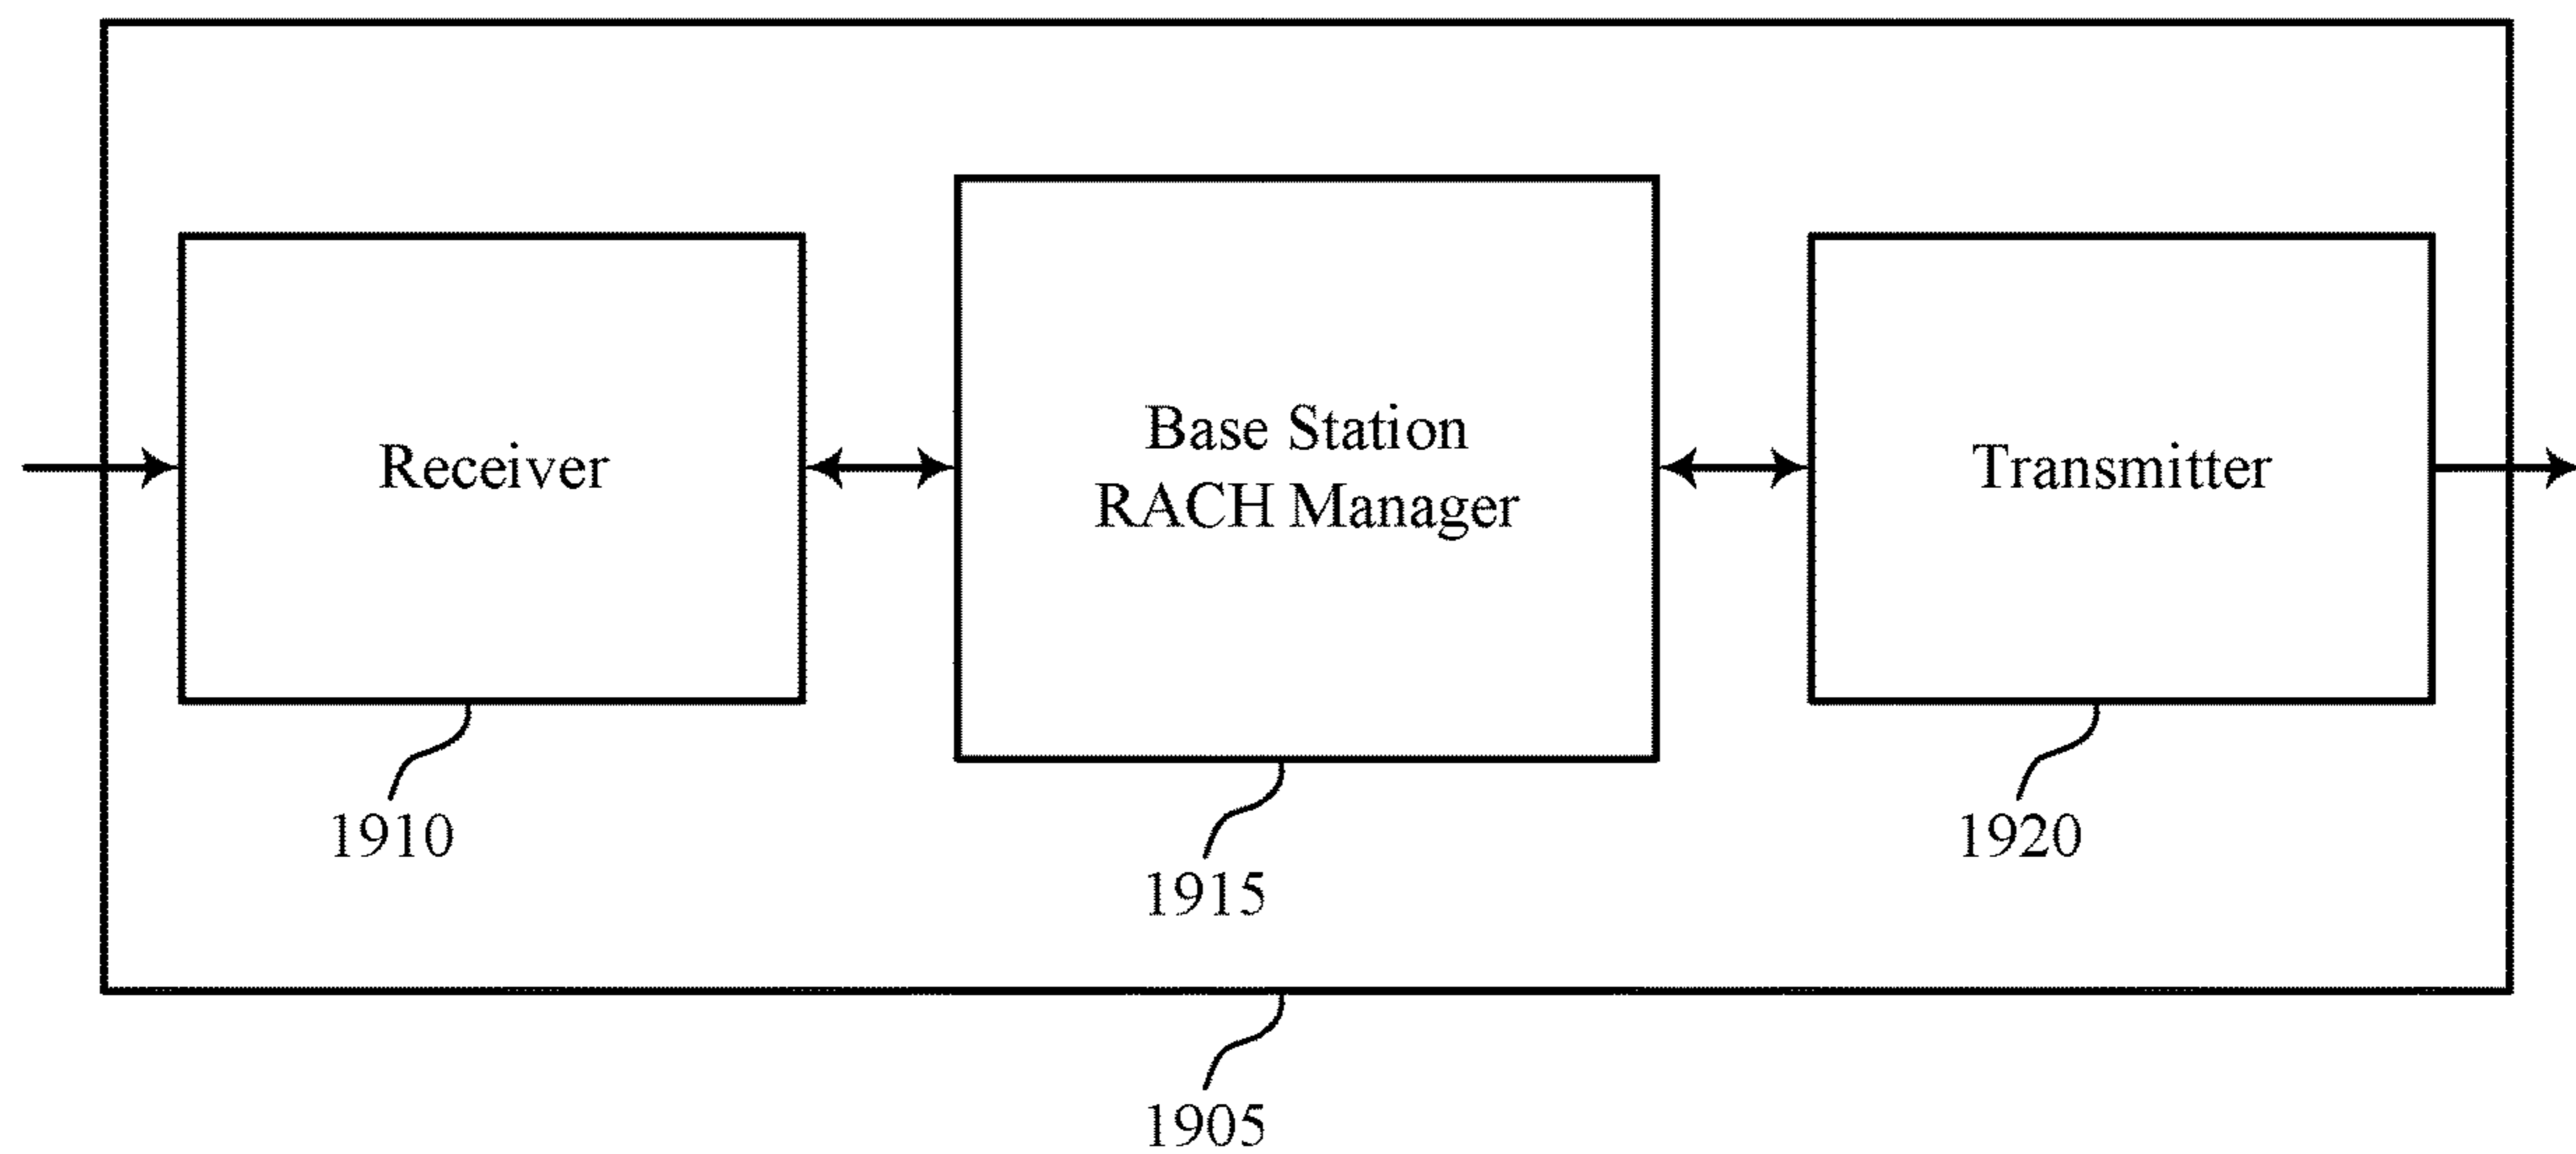 Receiver
Base Station
RACH Manager
Transmitter
1910
1915
1920
1905